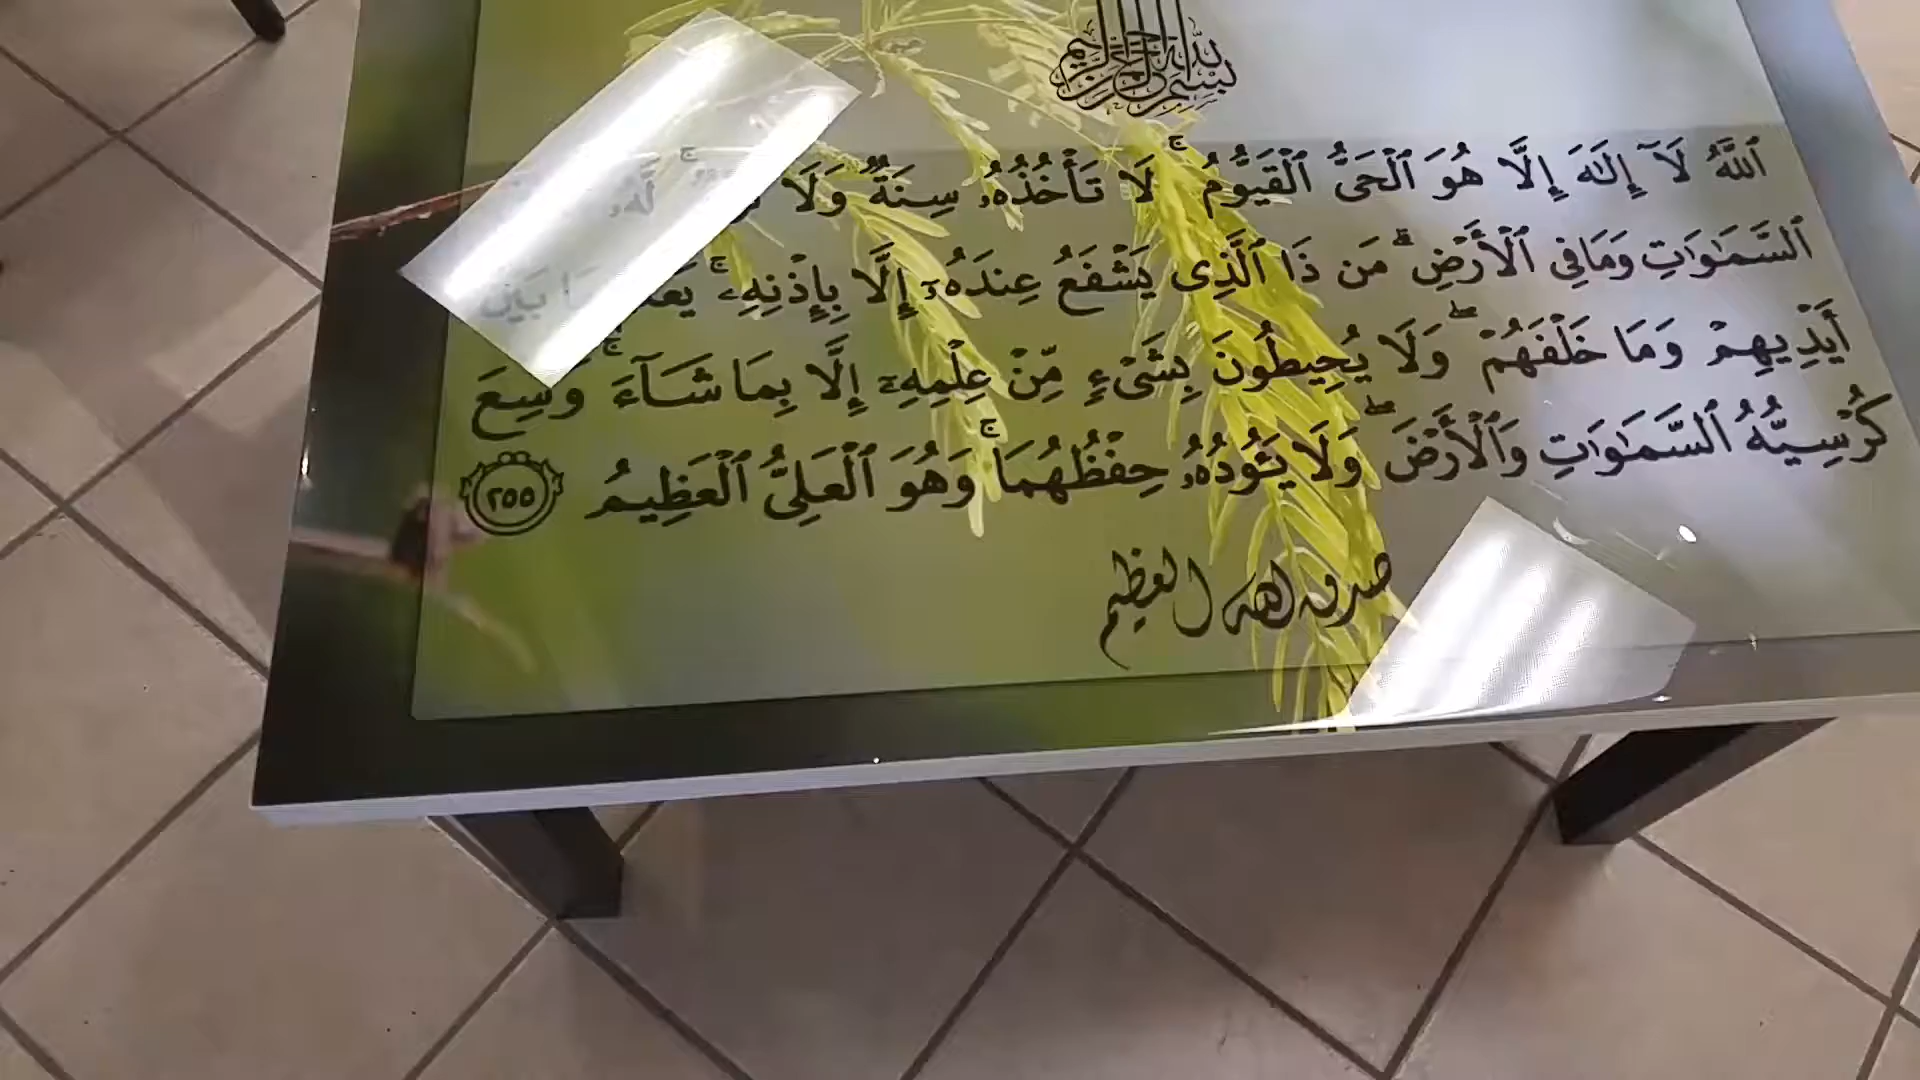 بسم الله الرحمن الرحيم
ٱللَّهُ لَآ إِلَٰهَ إِلَّا هُوَ ٱلْحَىُّ ٱلْقَيُّومُ ۚ لَا تَأْخُذُهُۥ سِنَةٌ وَلَا لَّهُۥ
ٱلسَّمَٰوَٰتِ وَمَا فِي ٱلْأَرْضِ ۗ مَن ذَا ٱلَّذِى يَشْفَعُ عِندَهُۥٓ إِلَّا بِإِذْنِهِۦ ۚ بَيْنَ
أَيْدِيهِمْ وَمَا خَلْفَهُمْ ۖ وَلَا يُحِيطُونَ بِشَىْءٍ مِّنْ عِلْمِهِۦٓ إِلَّا بِمَا شَآءَ ۚ وَسِعَ
كُرْسِيُّهُ ٱلسَّمَٰوَٰتِ وَٱلْأَرْضَ ۖ وَلَا يَـُٔودُهُۥ حِفْظُهُمَا ۚ وَهُوَ ٱلْعَلِىُّ ٱلْعَظِيمُ ٢٥٥
صدق الله العظيم